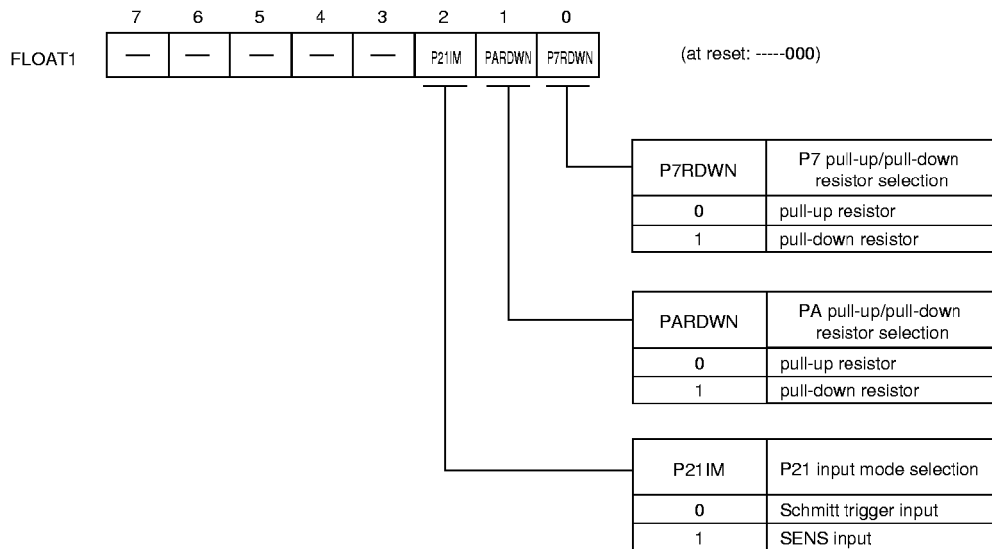 7 6 5 4 3 2 1 0
FLOAT1 — — — — — P21IM PARDWN P7RDWN (at reset: -----000)
P7RDWN P7 pull-up/pull-down
resistor selection
0 pull-up resistor
1 pull-down resistor
PARDWN PA pull-up/pull-down
resistor selection
0 pull-up resistor
1 pull-down resistor
P21IM P21 input mode selection
0 Schmitt trigger input
1 SENS input